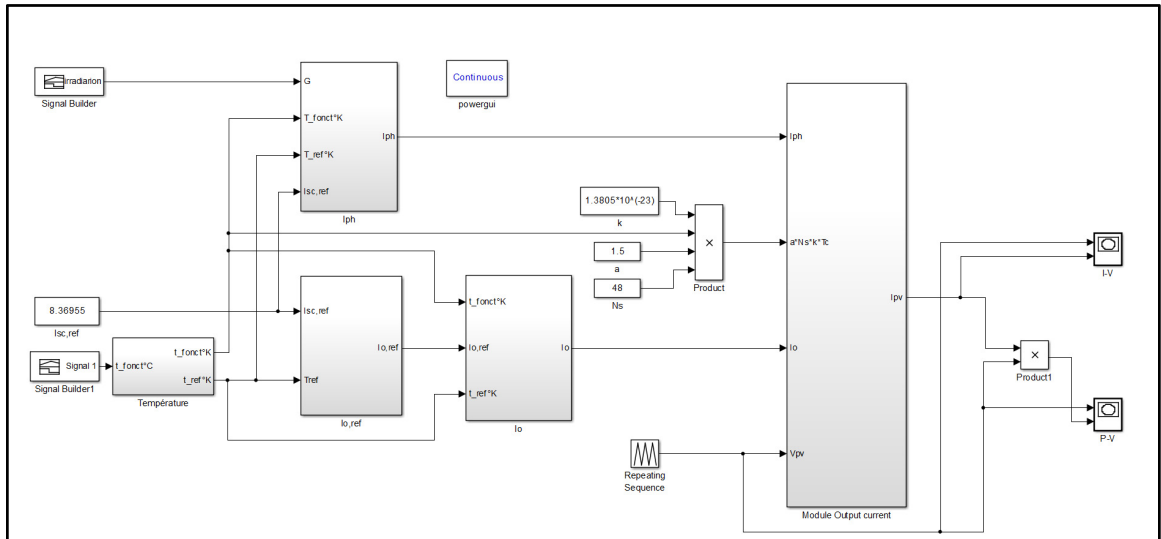 Irradiarion
Signal Builder
G
T_fonct°K
T_ref°K
Isc,ref
Iph
Iph
Continuous
powergui
1.3805*10^(-23)
k
1.5
a
48
Ns
×
Product
8.36955
Isc,ref
Signal 1
Signal Builder1
t_fonct°C
t_fonct°K
t_ref°K
Température
Isc,ref
Tref
Io,ref
Io,ref
t_fonct°K
Io,ref
t_ref°K
Io
Io
Repeating
Sequence
Iph
a*Ns*k*Tc
Io
Vpv
Ipv
Module Output current
I-V
×
Product1
P-V